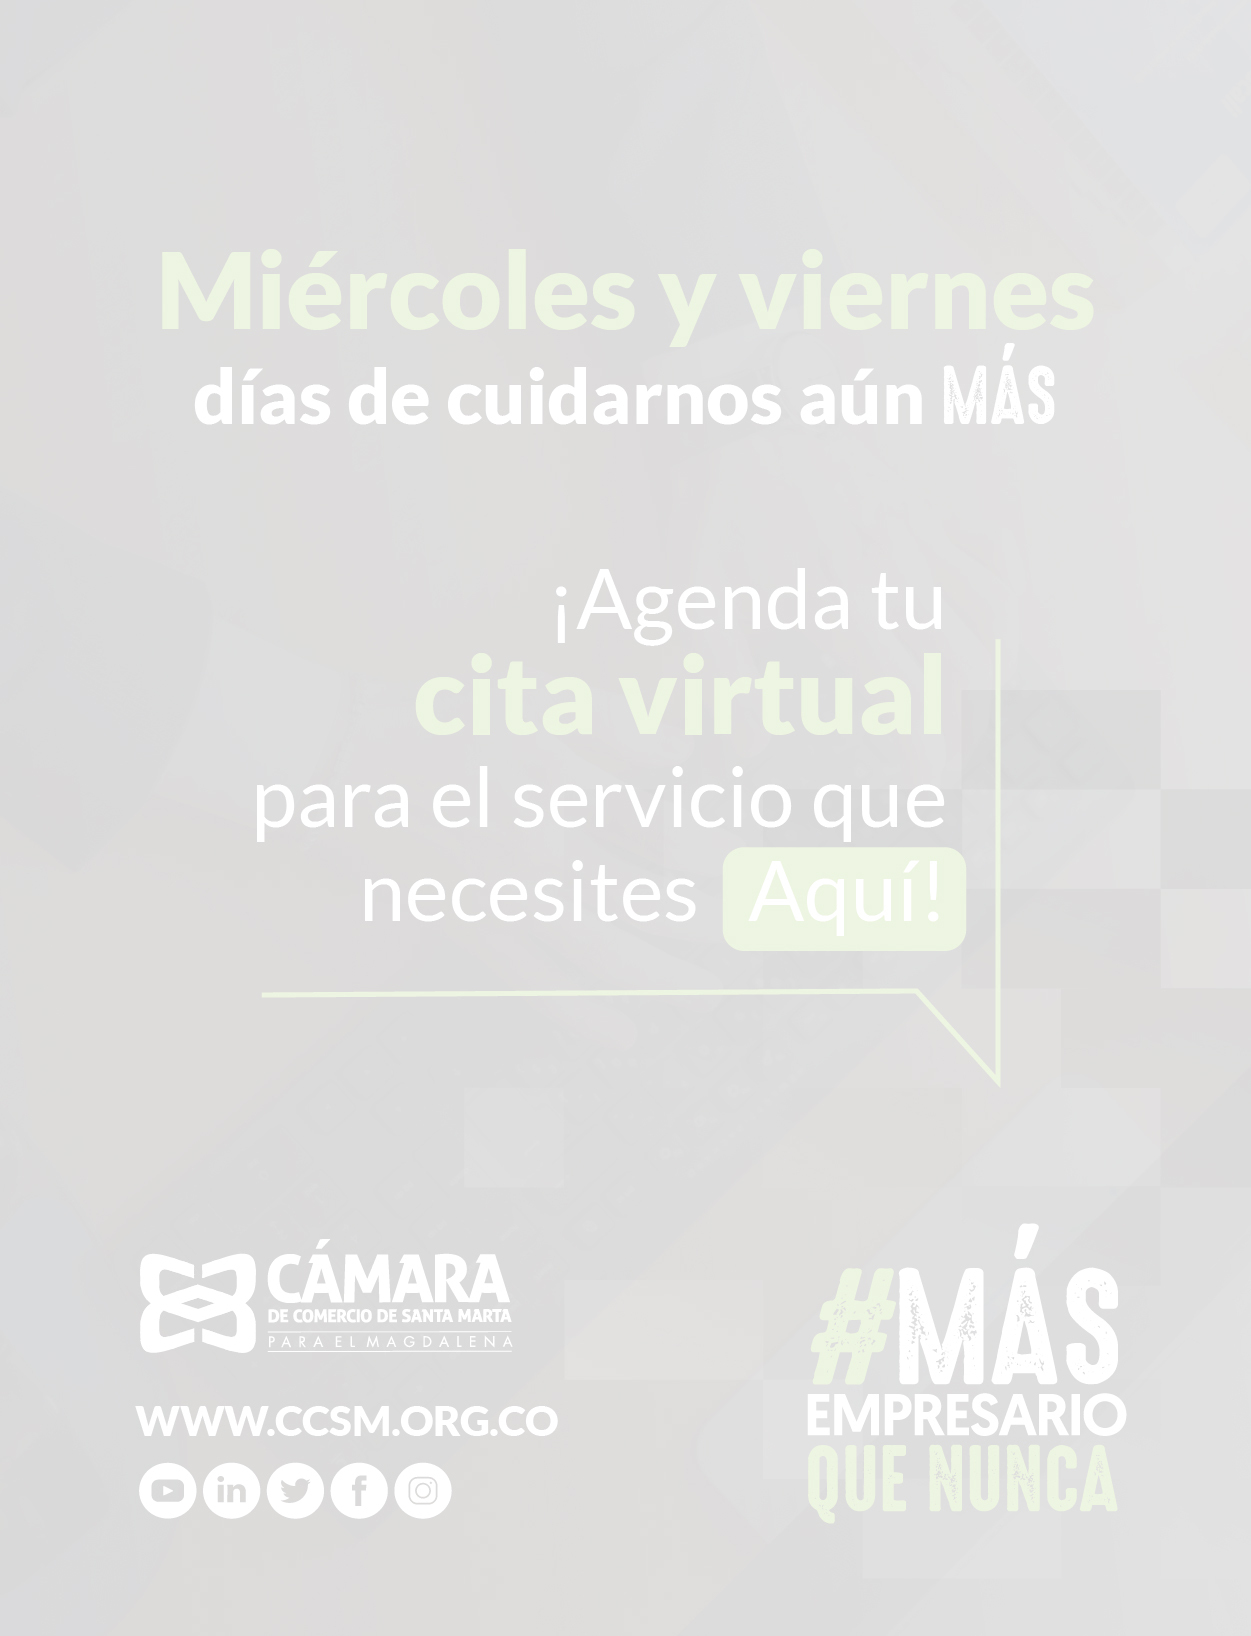 Miércoles y viernes
días de cuidarnos aún MÁS
¡Agenda tu
cita virtual
para el servicio que
necesites Aquí!
CÁMARA
DE COMERCIO DE SANTA MARTA
PARA EL MAGDALENA
WWW.CCSM.ORG.CO
#MÁS
EMPRESARIO
QUE NUNCA